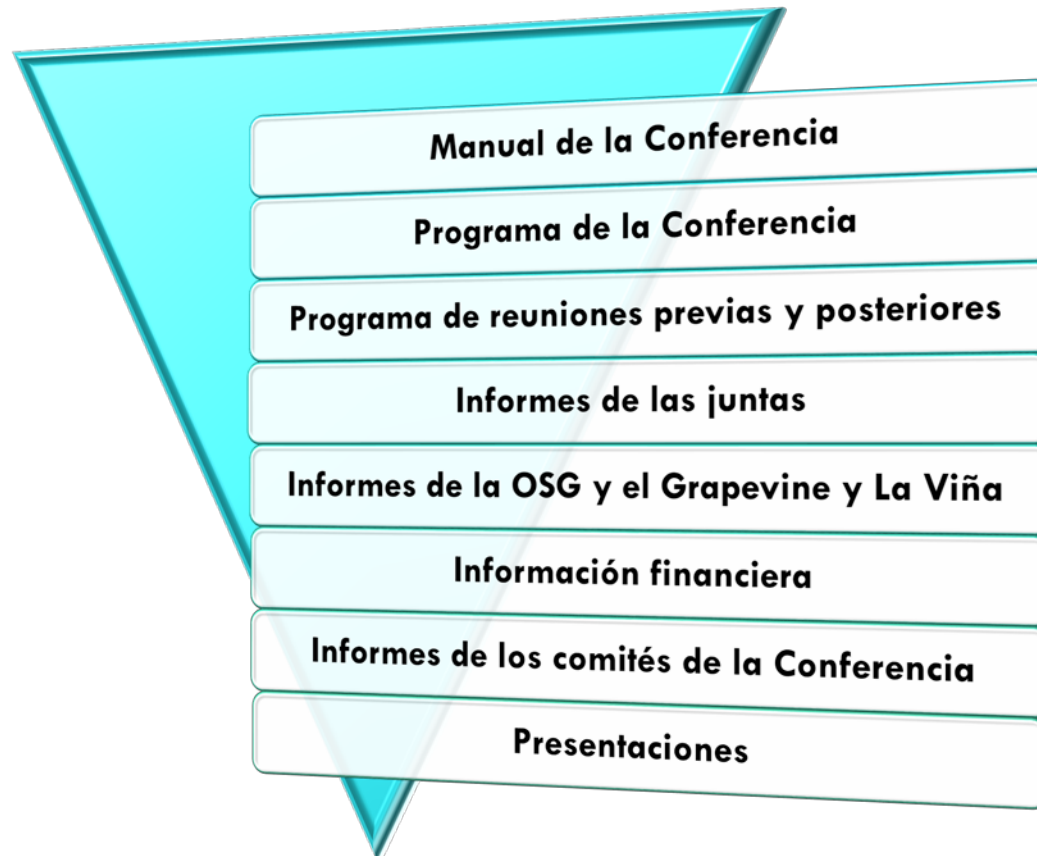 Manual de la Conferencia
Programa de la Conferencia
Programa de reuniones previas y posteriores
Informes de las juntas
Informes de la OSG y el Grapevine y La Viña
Información financiera
Informes de los comités de la Conferencia
Presentaciones